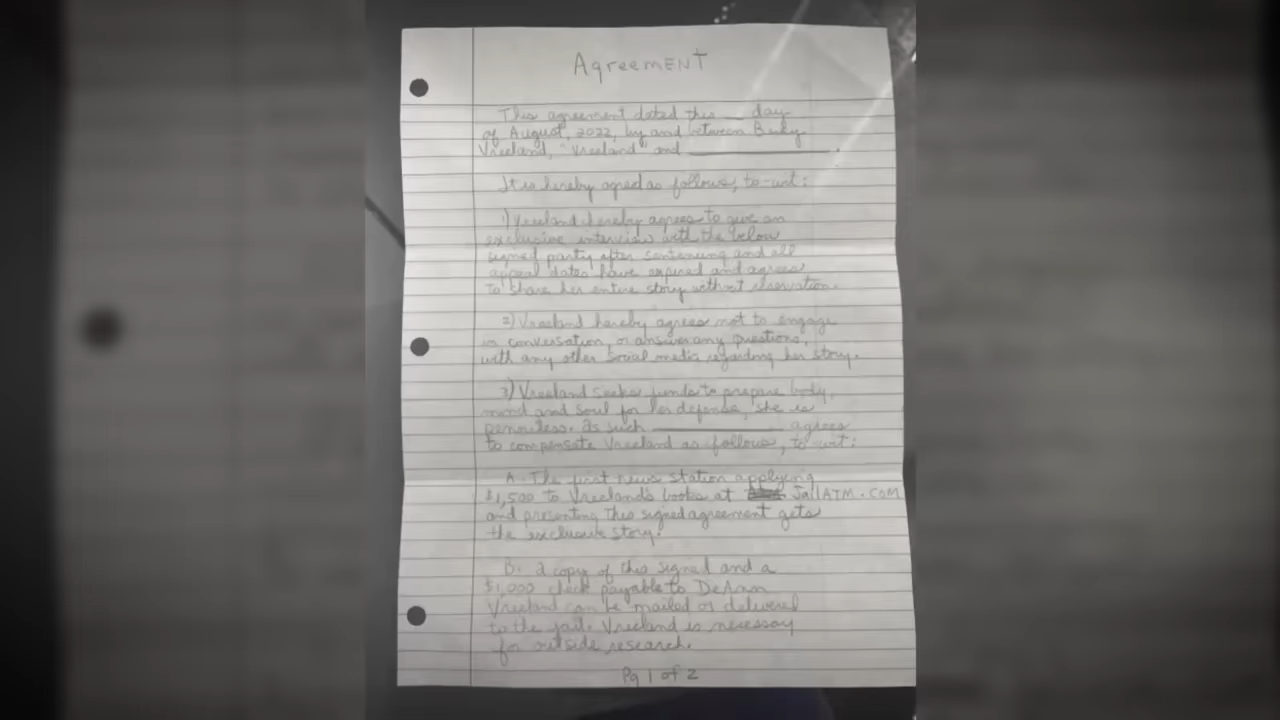 AgreemENT
This agreement dated this __ day
of August, 2022, by and between Becky
Vreeland, "Vreeland" and ____________.
It is hereby agreed as follows, to-wit:
1) Vreeland hereby agrees to give an
exclusive interview with the below
signed party after sentencing and all
appeal dates have expired and agrees
to share her entire story without reservation.
2) Vreeland hereby agrees not to engage
in conversation, or answer any questions,
with any other social media regarding her story.
3) Vreeland seeks funds to prepare body,
mind and soul for her defense, she is
penniless. As such ____________ agrees
to compensate Vreeland as follows, to-wit:
A. The first news station applying
$1,500 to Vreeland's books at JailATM.COM
and presenting this signed agreement gets
the exclusive story.
B. A copy of this signed and a
$1,000 check payable to DeAnn
Vreeland can be mailed or delivered
to the jail. Vreeland is necessary
for outside research.
Pg 1 of 2